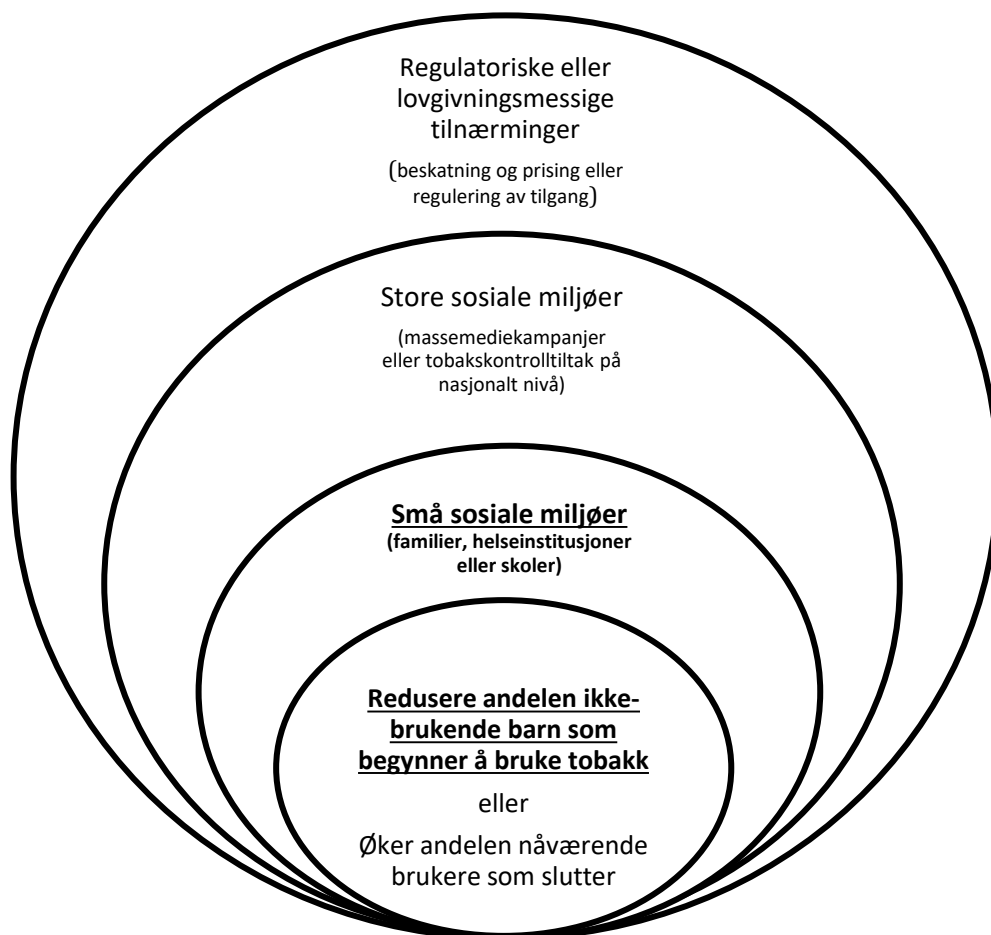 Regulatoriske eller
lovgivningsmessige
tilnærminger
(beskatning og prising eller
regulering av tilgang)
Store sosiale miljøer
(massemediekampanjer
eller tobakskontrolltiltak på
nasjonalt nivå)
Små sosiale miljøer
(familier, helseinstitusjoner
eller skoler)
Redusere andelen ikke-
brukende barn som
begynner å bruke tobakk
eller
Øker andelen nåværende
brukere som slutter